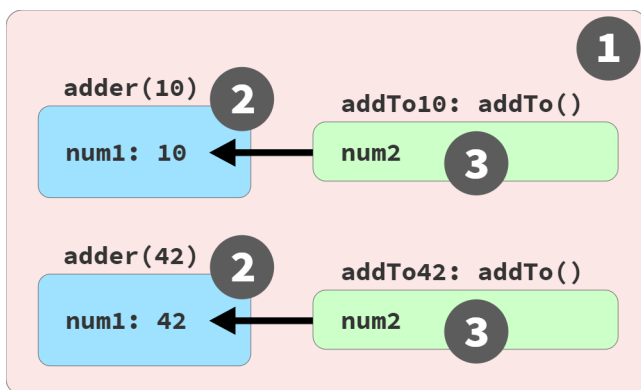 1
adder(10)
2
addTo10: addTo()
num1: 10
num2
3
adder(42)
2
addTo42: addTo()
num1: 42
num2
3